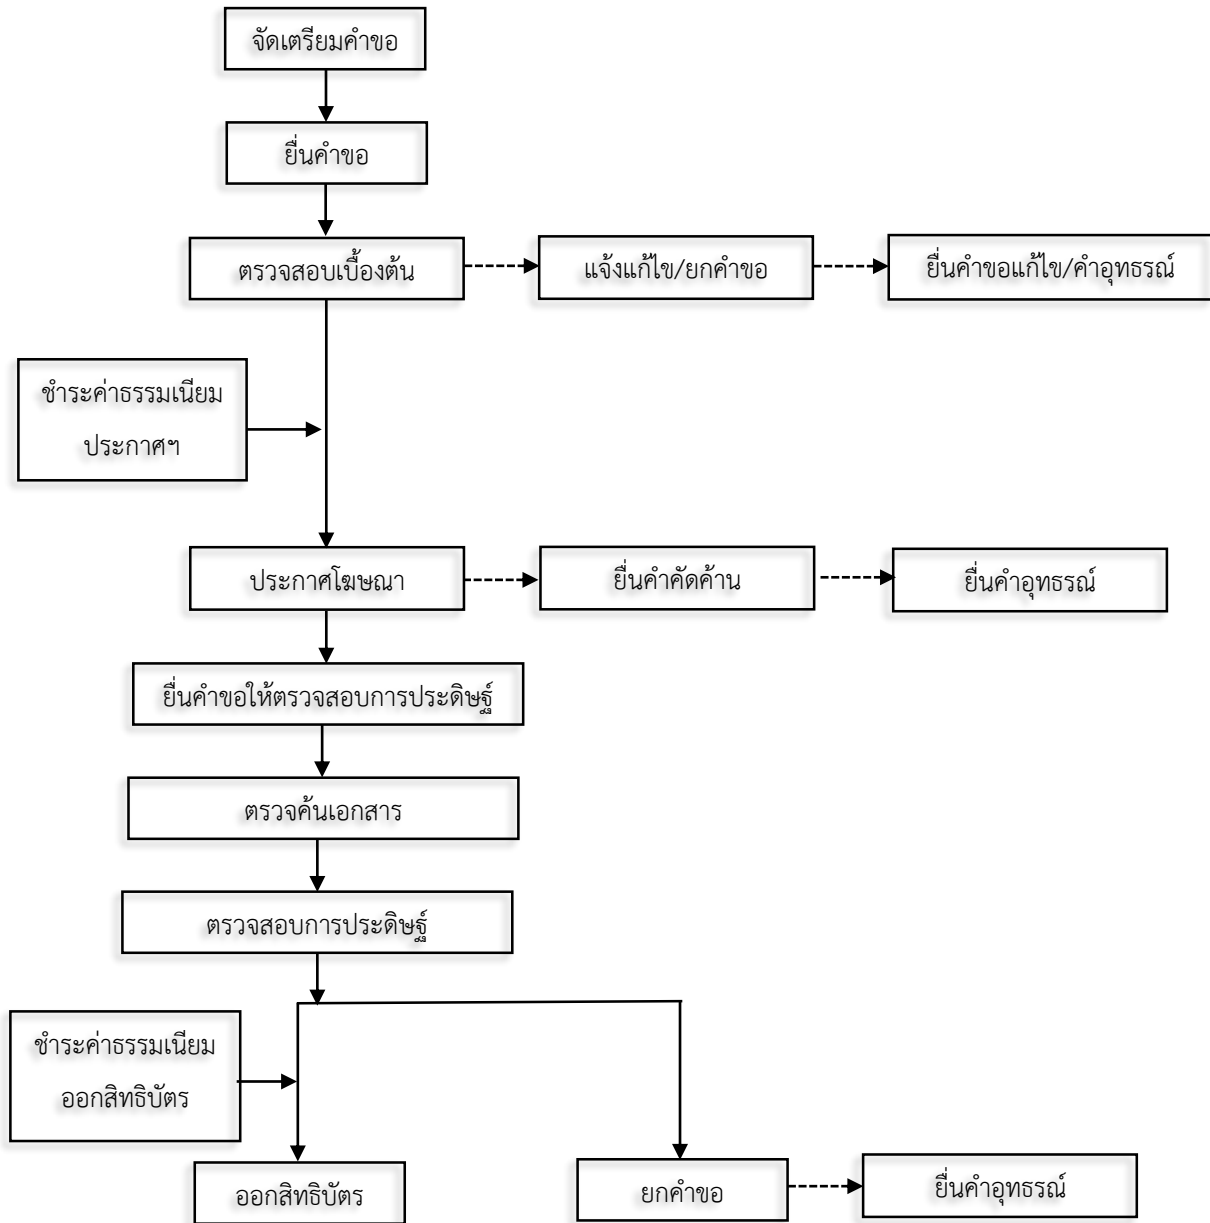 จัดเตรียมคำขอ
ยื่นคำขอ
ตรวจสอบเบื้องต้น
แจ้งแก้ไข/ยกคำขอ
ยื่นคำขอแก้ไข/คำอุทธรณ์
ชำระค่าธรรมเนียม
ประกาศฯ
ประกาศโฆษณา
ยื่นคำคัดค้าน
ยื่นคำอุทธรณ์
ยื่นคำขอให้ตรวจสอบการประดิษฐ์
ตรวจค้นเอกสาร
ตรวจสอบการประดิษฐ์
ชำระค่าธรรมเนียม
ออกสิทธิบัตร
ออกสิทธิบัตร
ยกคำขอ
ยื่นคำอุทธรณ์